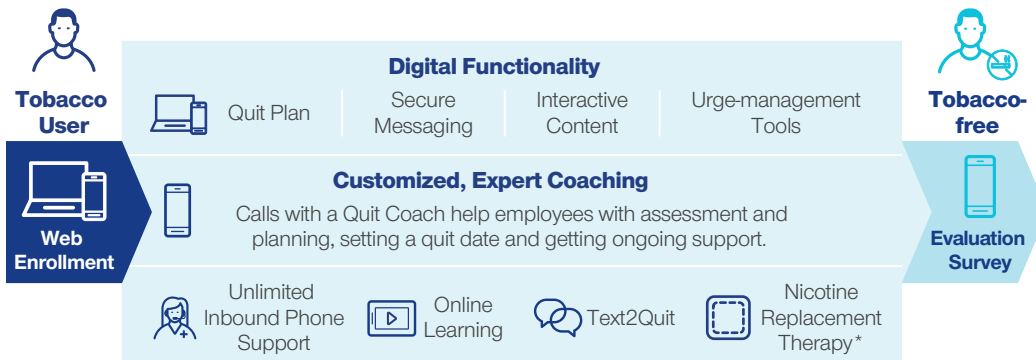 Tobacco
User
Web
Enrollment
Digital Functionality
Quit Plan
Secure
Messaging
Interactive
Content
Urge-management
Tools
Customized, Expert Coaching
Calls with a Quit Coach help employees with assessment and
planning, setting a quit date and getting ongoing support.
Unlimited
Inbound Phone
Support
Online
Learning
Text2Quit
Nicotine
Replacement
Therapy*
Tobacco-
free
Evaluation
Survey